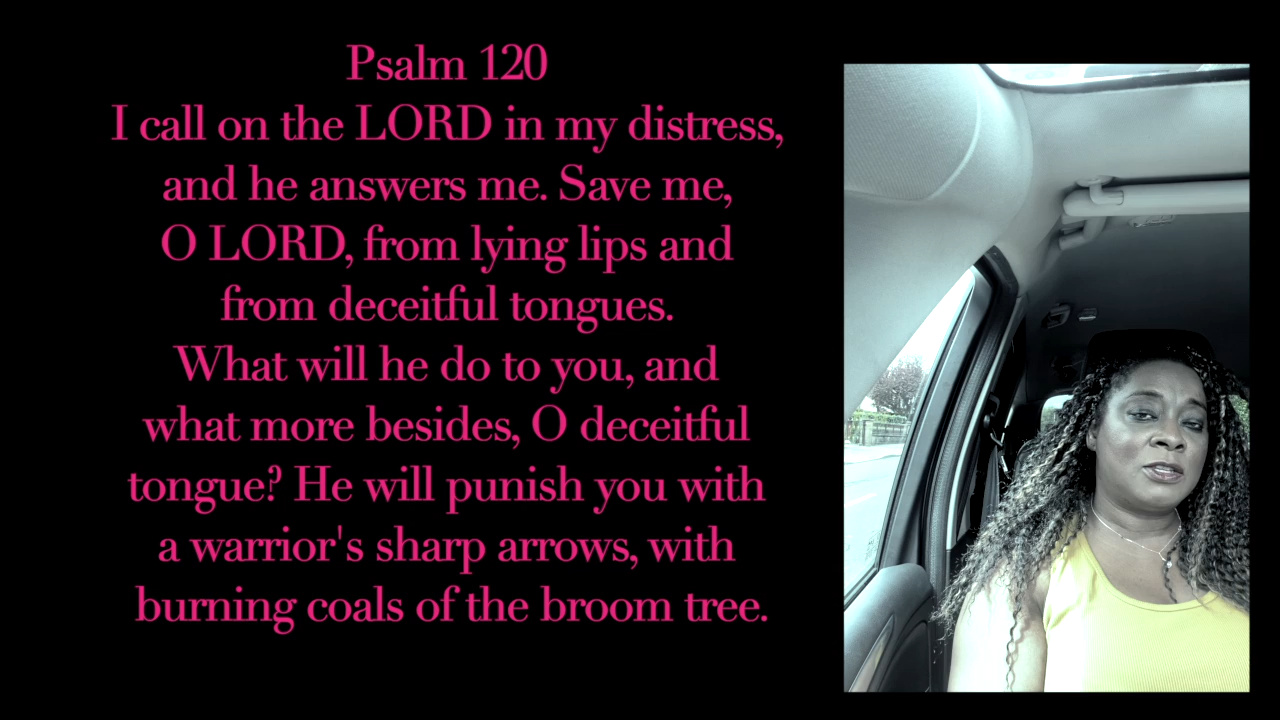 Psalm 120
I call on the LORD in my distress,
and he answers me. Save me,
O LORD, from lying lips and
from deceitful tongues.
What will he do to you, and
what more besides, O deceitful
tongue? He will punish you with
a warrior's sharp arrows, with
burning coals of the broom tree.